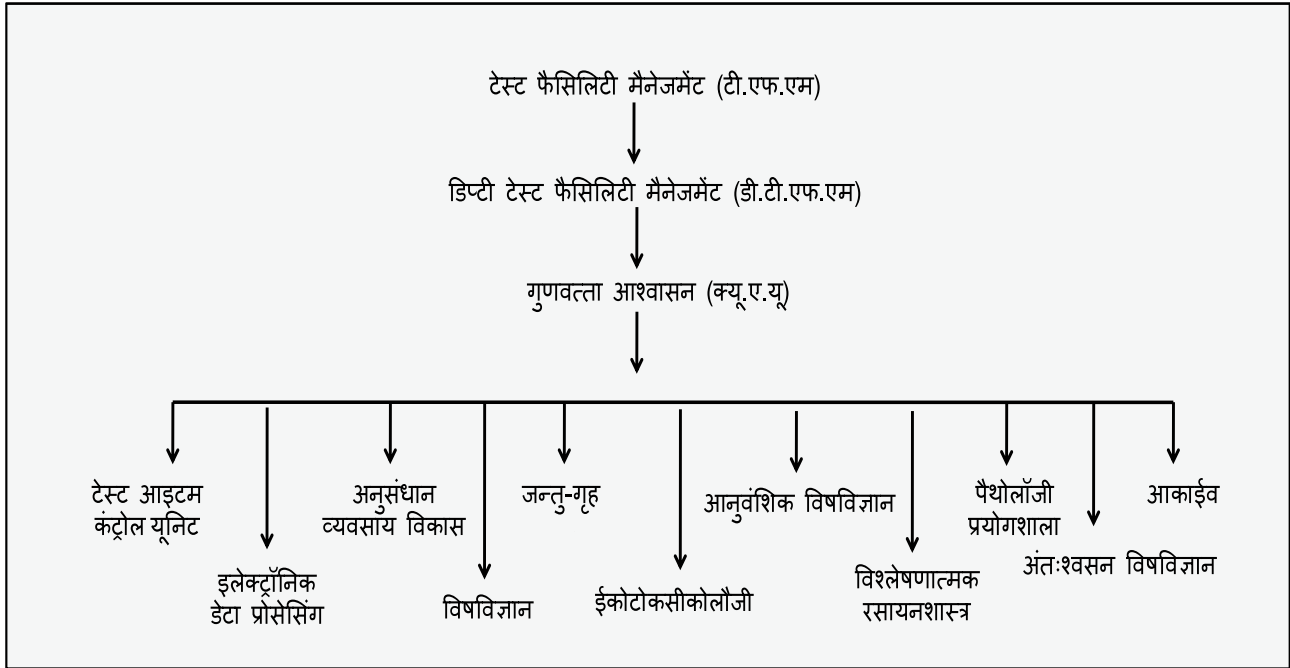 टेस्ट फैसिलिटी मैनेजमेंट (टी.एफ.एम)
डिप्टी टेस्ट फैसिलिटी मैनेजमेंट (डी.टी.एफ.एम)
गुणवत्ता आश्वासन (क्यू.ए.यू)
टेस्ट आइटम
कंट्रोल यूनिट
इलेक्ट्रॉनिक
डेटा प्रोसेसिंग
अनुसंधान
व्यवसाय विकास
विषविज्ञान
जन्तु-गृह
ईकोटोकसीकोलौजी
आनुवंशिक विषविज्ञान
विश्लेषणात्मक
रसायनशास्त्र
पैथोलॉजी
प्रयोगशाला
अंतःश्वसन विषविज्ञान
आकाईव